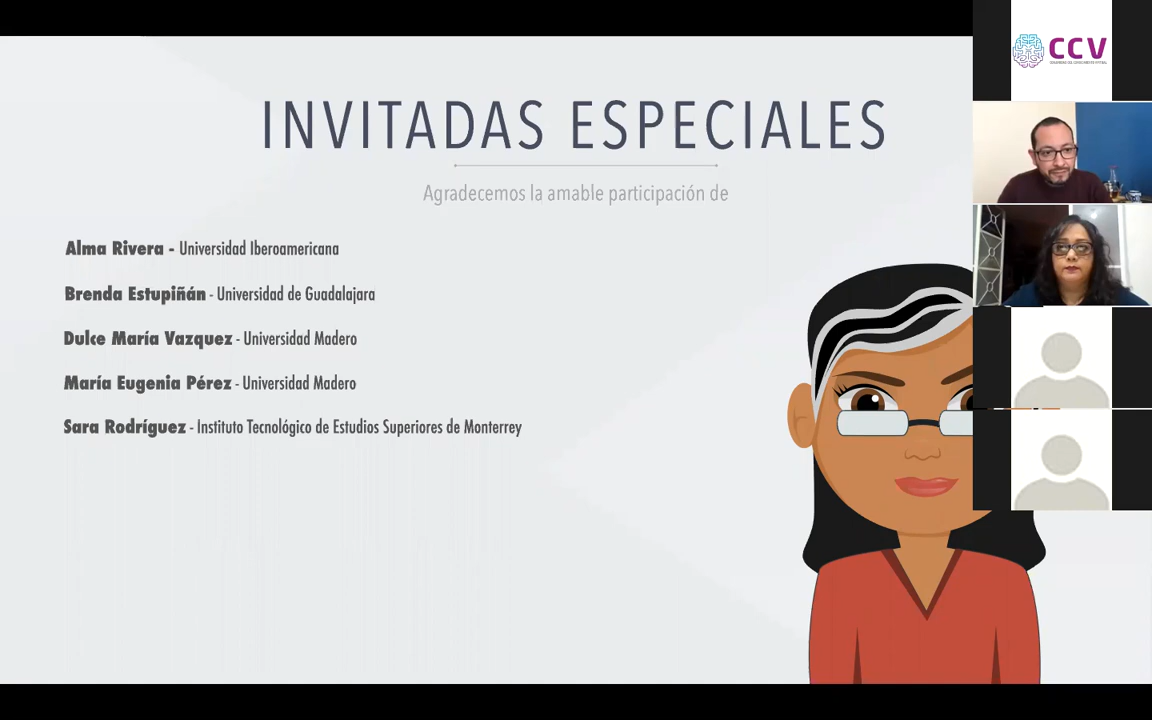 INVITADAS ESPECIALES
Agradecemos la amable participación de
Alma Rivera - Universidad Iberoamericana
Brenda Estupiñán - Universidad de Guadalajara
Dulce María Vazquez - Universidad Madero
María Eugenia Pérez - Universidad Madero
Sara Rodríguez - Instituto Tecnológico de Estudios Superiores de Monterrey
CCV